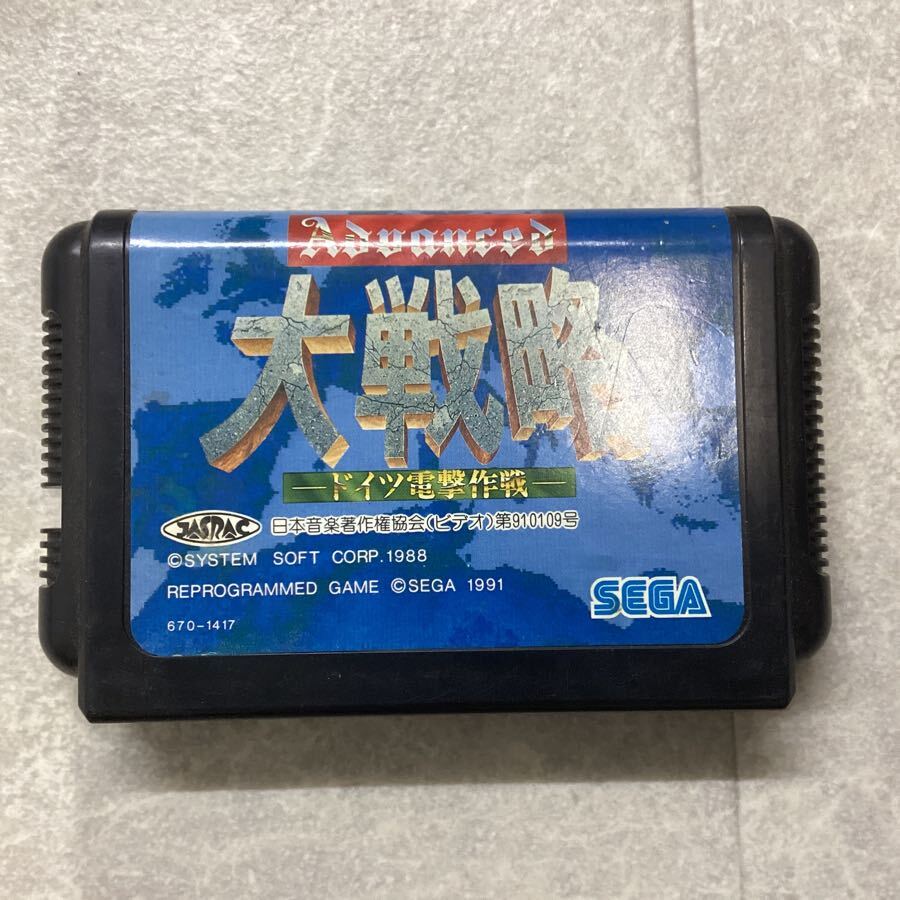 Advanced
大戦略
ードイツ電撃作戦ー
JASRAC 日本音楽著作権協会(ビデオ)第910109号
©SYSTEM SOFT CORP.1988
REPROGRAMMED GAME ©SEGA 1991
SEGA
670-1417